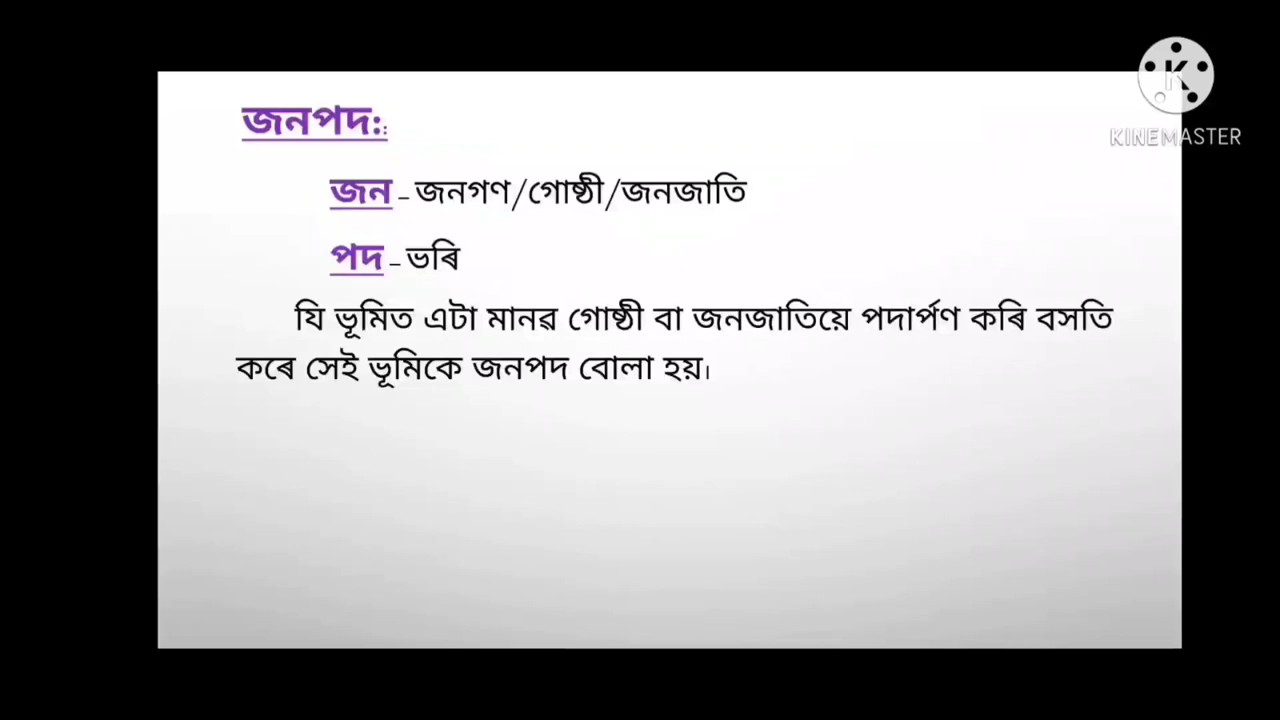 জনপদ::
KINEMASTER
জন – জনগণ/গোষ্ঠী/জনজাতি
পদ – ভৰি
যি ভূমিত এটা মানৱ গোষ্ঠী বা জনজাতিয়ে পদাৰ্পণ কৰি বসতি
কৰে সেই ভূমিকে জনপদ বোলা হয়।